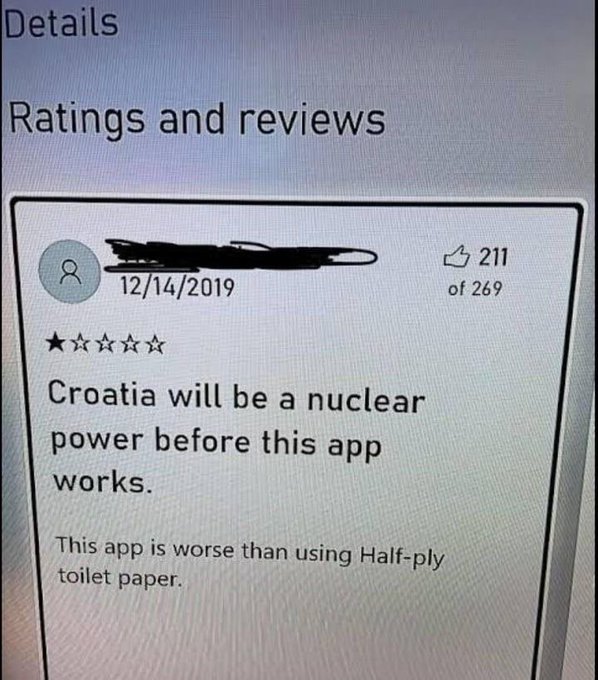 Details
Ratings and reviews
211
12/14/2019
of 269
Croatia will be a nuclear
power before this app
works.
This app is worse than using Half-ply
toilet paper.